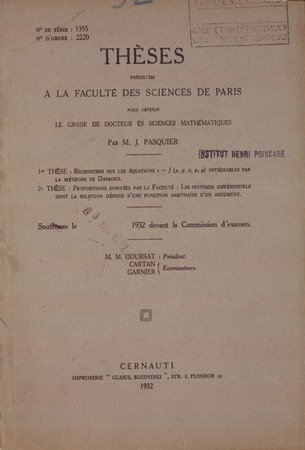 N° DE SÉRIE : 1355
N° D'ORDRE : 2220
THÈSES
PRÉSENTÉES
A LA FACULTÉ DES SCIENCES DE PARIS
POUR OBTENIR
LE GRADE DE DOCTEUR ÈS SCIENCES MATHÉMATIQUES
PAR M. J. PASQUIER
INSTITUT HENRI POINCARÉ
1re THÈSE : RECHERCHES SUR LES ÉQUATIONS s = f (x, y, z, p, q) INTÉGRABLES PAR
LA MÉTHODE DE DARBOUX.
2e THÈSE : PROPOSITIONS DONNÉES PAR LA FACULTÉ : LES SYSTÈMES DIFFÉRENTIELS
DONT LA SOLUTION DÉPEND D'UNE FONCTION ARBITRAIRE D'UN ARGUMENT.
Soutenues le 1932 devant la Commission d'examen.
M. M. GOURSAT : Président.
CARTAN
GARNIER } Examinateurs.
CERNAUTI
IMPRIMERIE " GLASUL BUCOVINEI ", STR. I. FLONDOR
1932